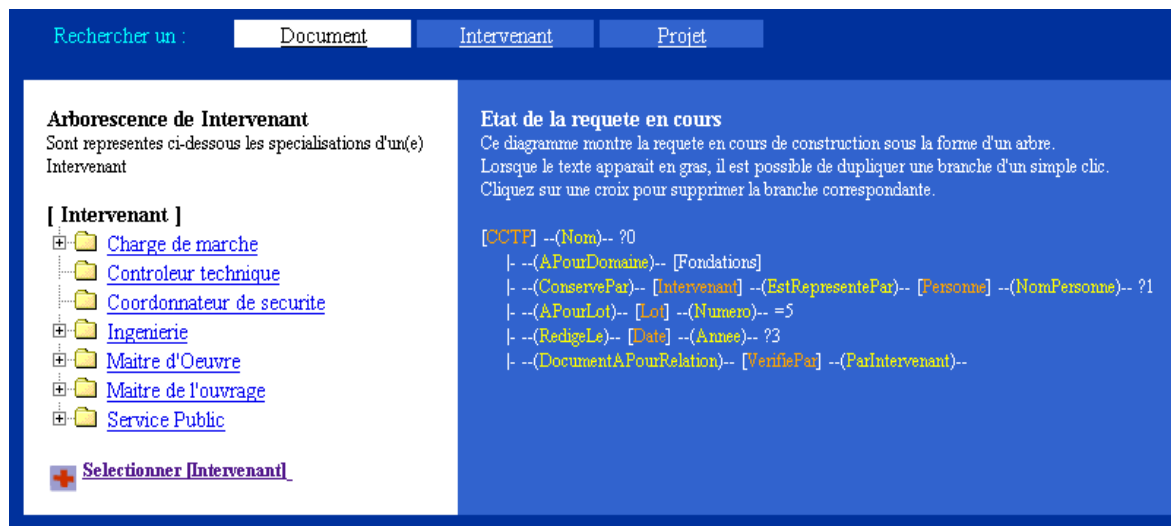 Rechercher un :
Document
Intervenant
Projet
Arborescence de Intervenant
Sont representes ci-dessous les specialisations d'un(e)
Intervenant
[ Intervenant ]
Charge de marche
Controleur technique
Coordonnateur de securite
Ingenierie
Maitre d'Oeuvre
Maitre de l'ouvrage
Service Public
Selectionner [Intervenant]
Etat de la requete en cours
Ce diagramme montre la requete en cours de construction sous la forme d'un arbre.
Lorsque le texte apparait en gras, il est possible de dupliquer une branche d'un simple clic.
Cliquez sur une croix pour supprimer la branche correspondante.
[CCTP] --(Nom)-- ?0
|- --(APourDomaine)-- [Fondations]
|- --(ConservePar)-- [Intervenant] --(EstRepresentePar)-- [Personne] --(NomPersonne)-- ?1
|- --(APourLot)-- [Lot] --(Numero)-- =5
|- --(RedigeLe)-- [Date] --(Annee)-- ?3
|- --(DocumentAPourRelation)-- [VerifiePar] --(ParIntervenant)--